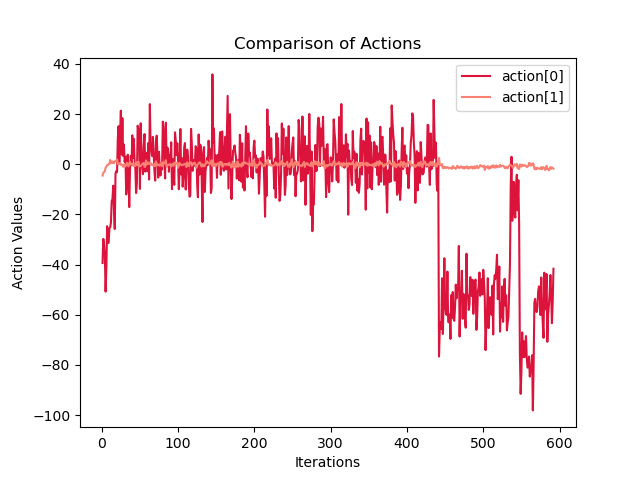 Comparison of Actions
action[0]
action[1]
40
20
0
−20
−40
−60
−80
−100
Action Values
0 100 200 300 400 500 600
Iterations